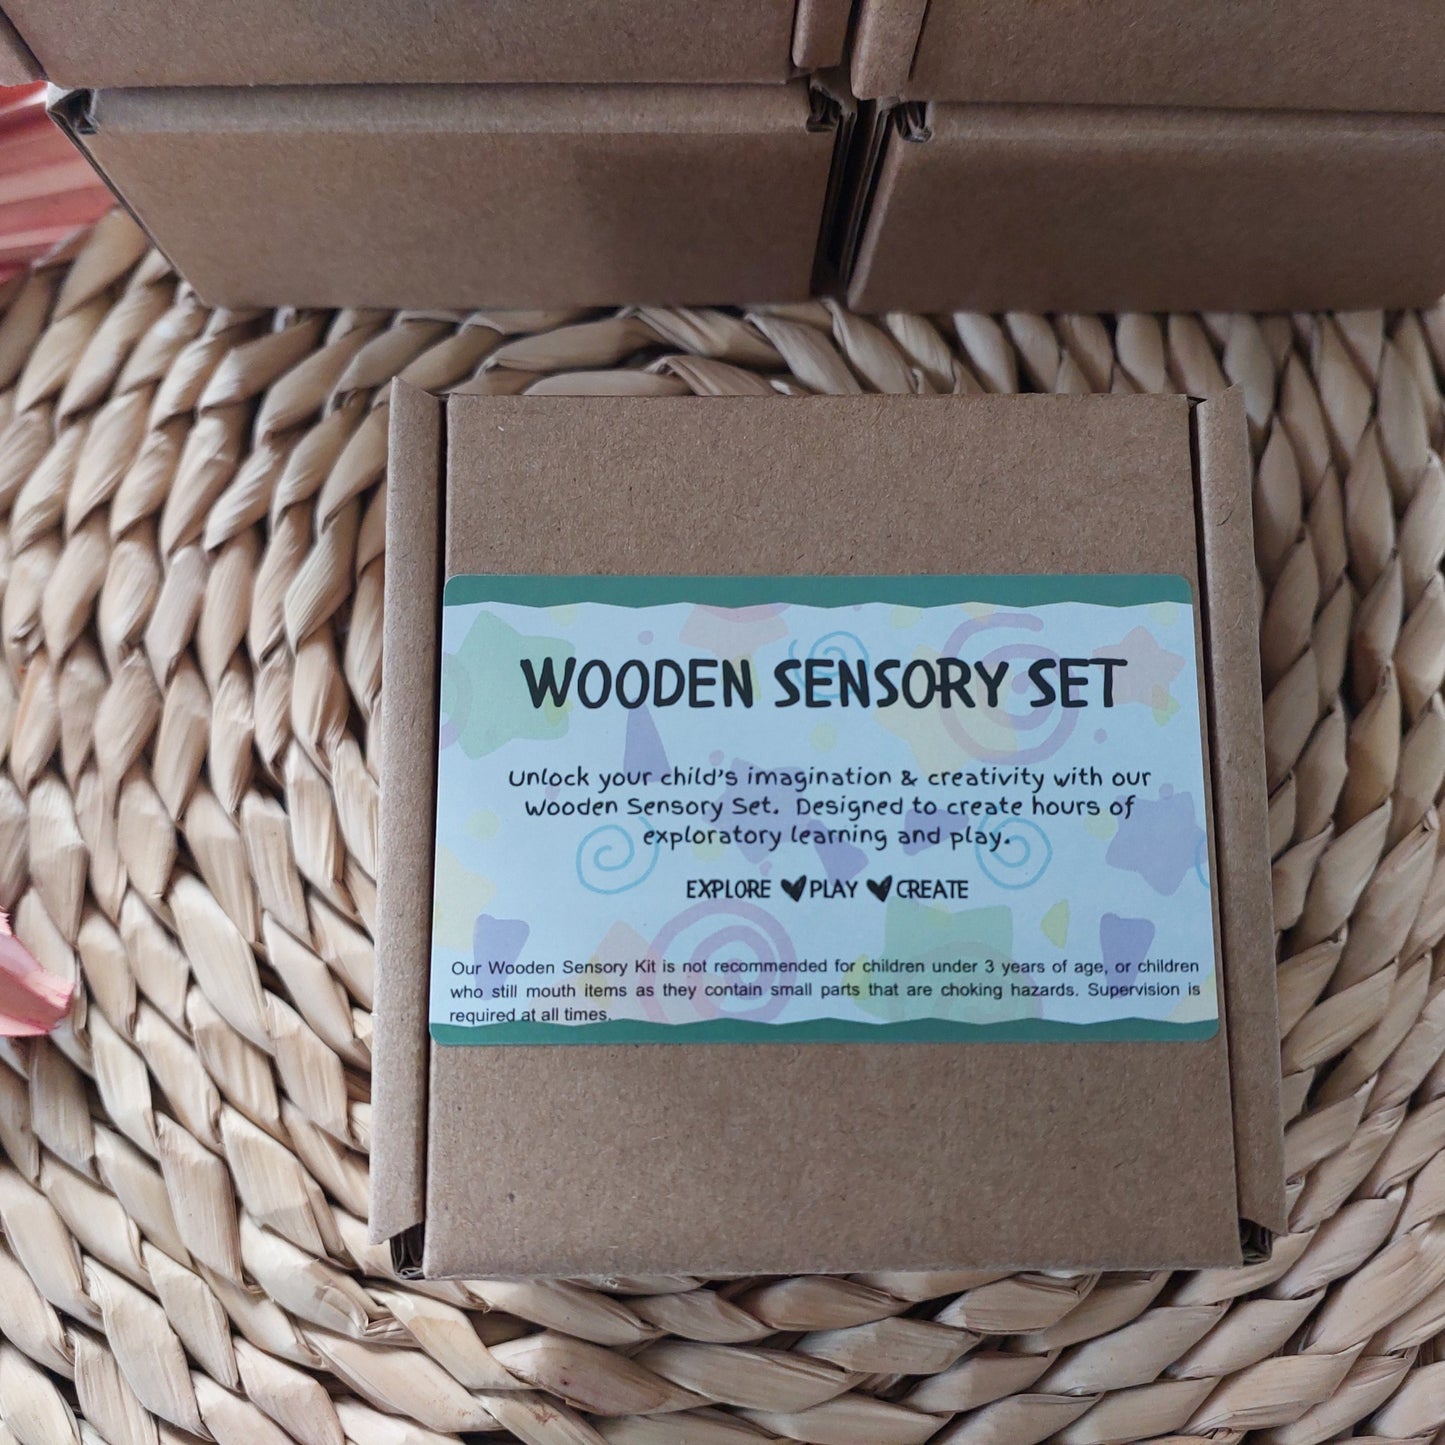 WOODEN SENSORY SET
Unlock your child's imagination & creativity with our
Wooden Sensory Set. Designed to create hours of
exploratory learning and play.
EXPLORE ♥ PLAY ♥ CREATE
Our Wooden Sensory Kit is not recommended for children under 3 years of age, or children
who still mouth items as they contain small parts that are choking hazards. Supervision is
required at all times.